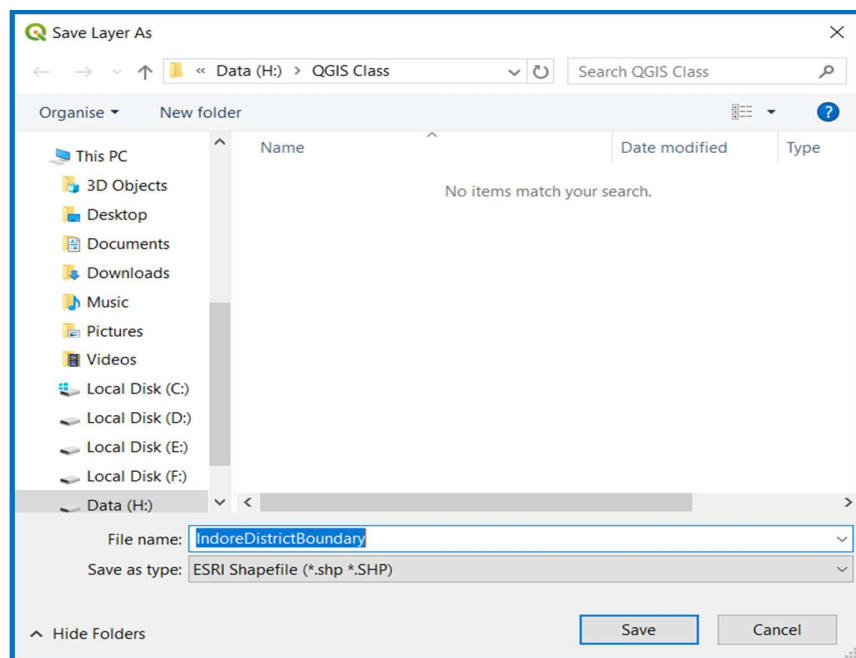 Save Layer As
« Data (H:) > QGIS Class
Search QGIS Class
Organise
New folder
?
This PC
3D Objects
Desktop
Documents
Downloads
Music
Pictures
Videos
Local Disk (C:)
Local Disk (D:)
Local Disk (E:)
Local Disk (F:)
Data (H:)
Name
Date modified
Type
No items match your search.
File name: IndoreDistrictBoundary
Save as type: ESRI Shapefile (*.shp *.SHP)
Hide Folders
Save
Cancel